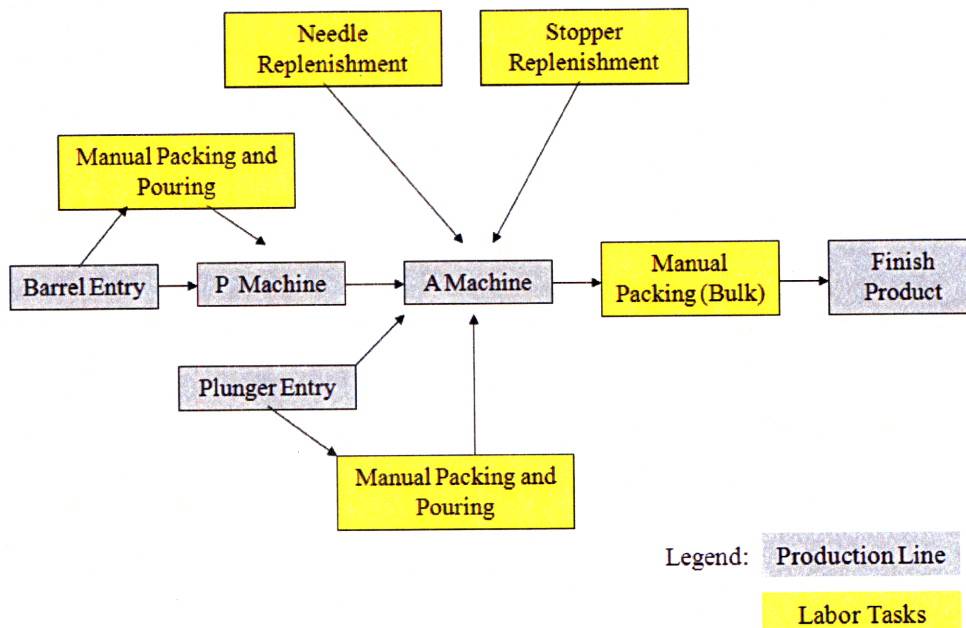 Needle
Replenishment
Stopper
Replenishment
Manual Packing and
Pouring
Barrel Entry
P Machine
A Machine
Manual
Packing (Bulk)
Finish
Product
Plunger Entry
Manual Packing and
Pouring
Legend:
Production Line
Labor Tasks